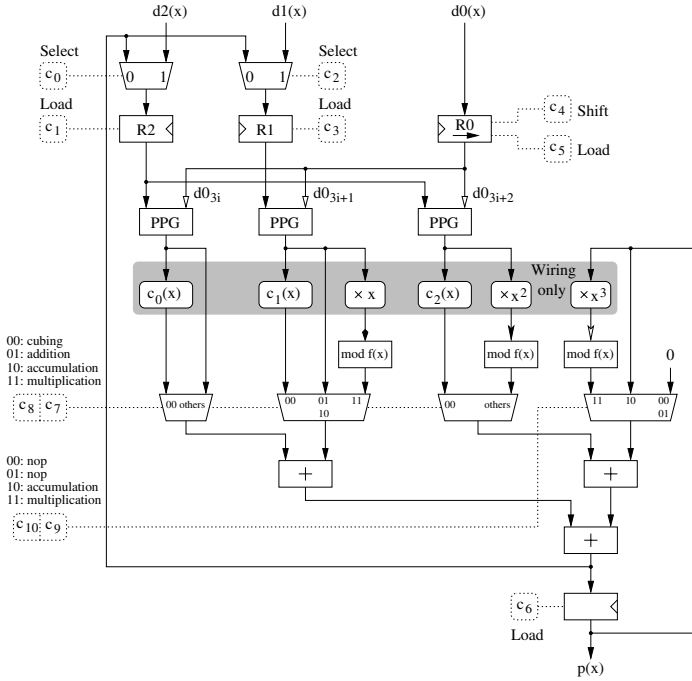 d2(x) d1(x) d0(x)
Select Select
c0 0 1 0 1 c2
c4 Shift
Load Load
c1 R2 R1 c3 R0
c5 Load
d03i d03i+1 d03i+2
PPG PPG PPG
Wiring
only
c0(x) c1(x) × x c2(x) × x2 × x3
mod f(x) mod f(x) mod f(x) 0
00: cubing
01: addition
10: accumulation
11: multiplication
c8 c7 00 others 00 01 10 11 00 others 11 10 00 01
00: nop
01: nop
10: accumulation
11: multiplication
+ +
c10 c9
+
c6
Load
p(x)